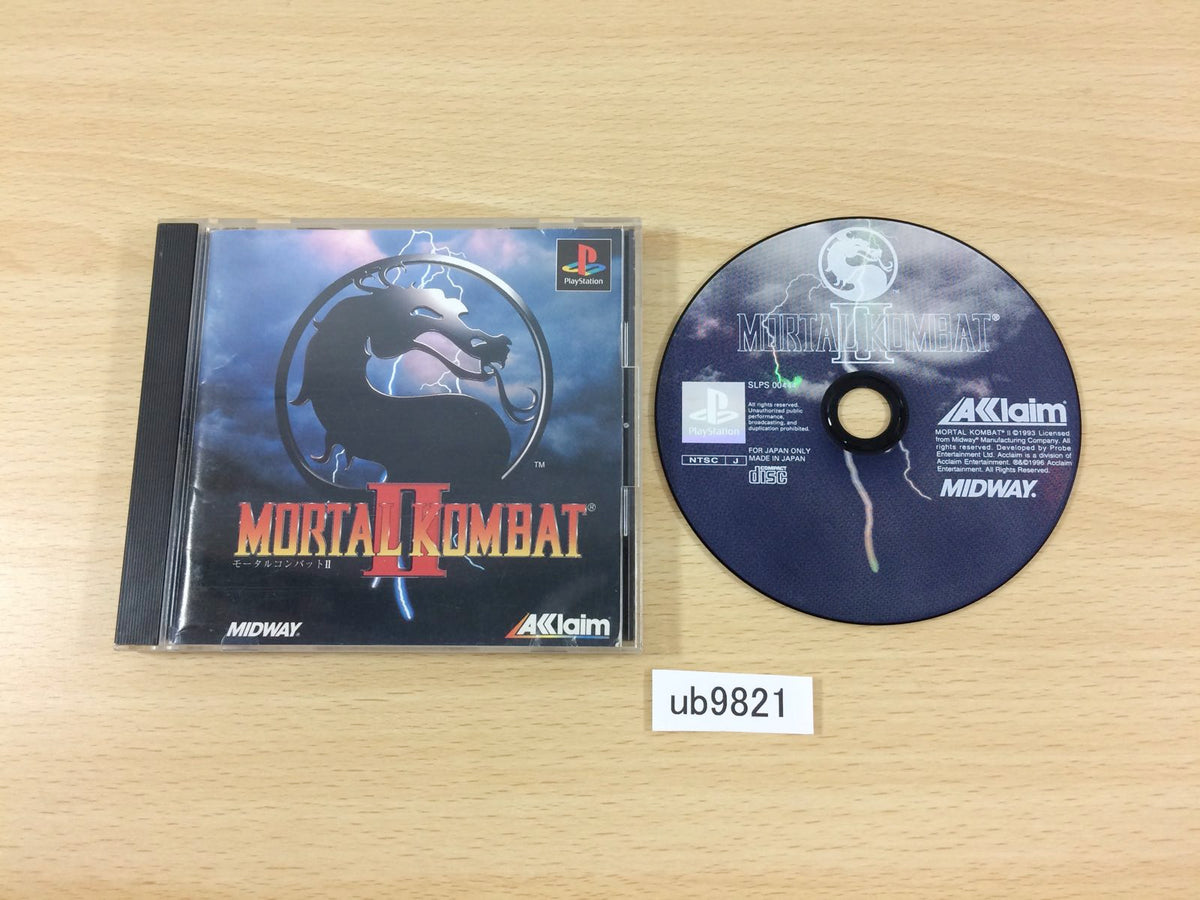 PlayStation
TM
II
MORTAL KOMBAT®
モータルコンバットII
MIDWAY®
AKKlaim
MORTAL KOMBAT®
II
SLPS 0044
PlayStation
All rights reserved.
Unauthorized public
performance,
broadcasting, and
duplication prohibited.
FOR JAPAN ONLY
MADE IN JAPAN
NTSC J
COMPACT
disc
AKKlaim®
MORTAL KOMBAT® II ©1993 Licensed
from Midway® Manufacturing Company. All
rights reserved. Developed by Probe
Entertainment Ltd. Acclaim is a division of
Acclaim Entertainment. ®&©1996 Acclaim
Entertainment. All Rights Reserved.
MIDWAY.
ub9821